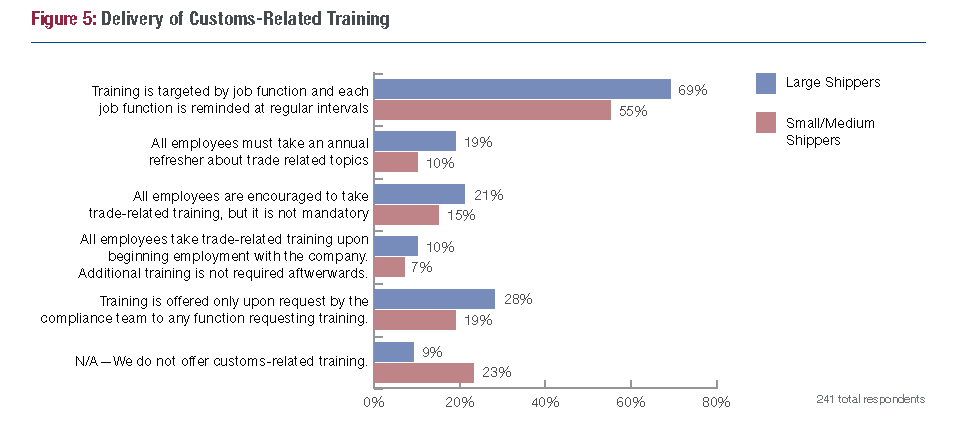 Figure 5: Delivery of Customs-Related Training
Training is targeted by job function and each
job function is reminded at regular intervals
69%
55%
All employees must take an annual
refresher about trade related topics
19%
10%
All employees are encouraged to take
trade-related training, but it is not mandatory
21%
15%
All employees take trade-related training upon
beginning employment with the company.
Additional training is not required aftwerwards.
10%
7%
Training is offered only upon request by the
compliance team to any function requesting training.
28%
19%
N/A—We do not offer customs-related training.
9%
23%
0% 20% 40% 60% 80%
Large Shippers
Small/Medium
Shippers
241 total respondents